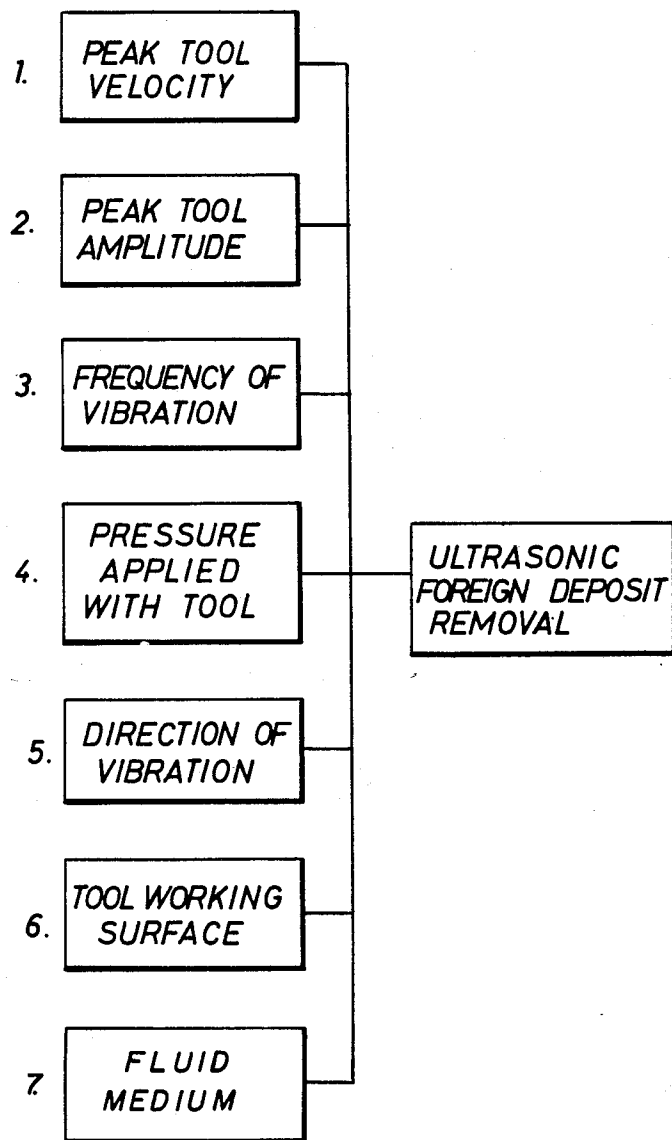 1. PEAK TOOL
VELOCITY
2. PEAK TOOL
AMPLITUDE
3. FREQUENCY OF
VIBRATION
4. PRESSURE
APPLIED
WITH TOOL
ULTRASONIC
FOREIGN DEPOSIT
REMOVAL
5. DIRECTION OF
VIBRATION
6. TOOL WORKING
SURFACE
7. FLUID
MEDIUM